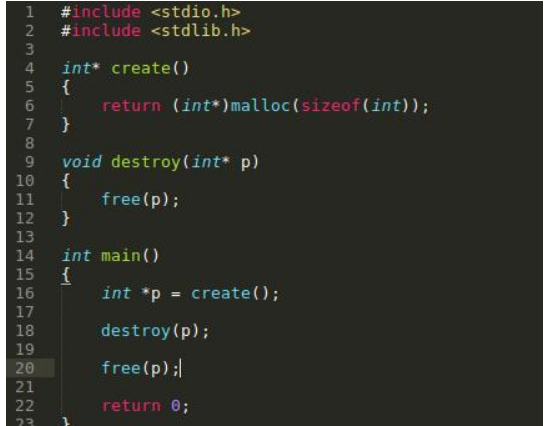 1 #include <stdio.h>
2 #include <stdlib.h>
3
4 int* create()
5 {
6 return (int*)malloc(sizeof(int));
7 }
8
9 void destroy(int* p)
10 {
11 free(p);
12 }
13
14 int main()
15 {
16 int *p = create();
17
18 destroy(p);
19
20 free(p);
21
22 return 0;
23 }